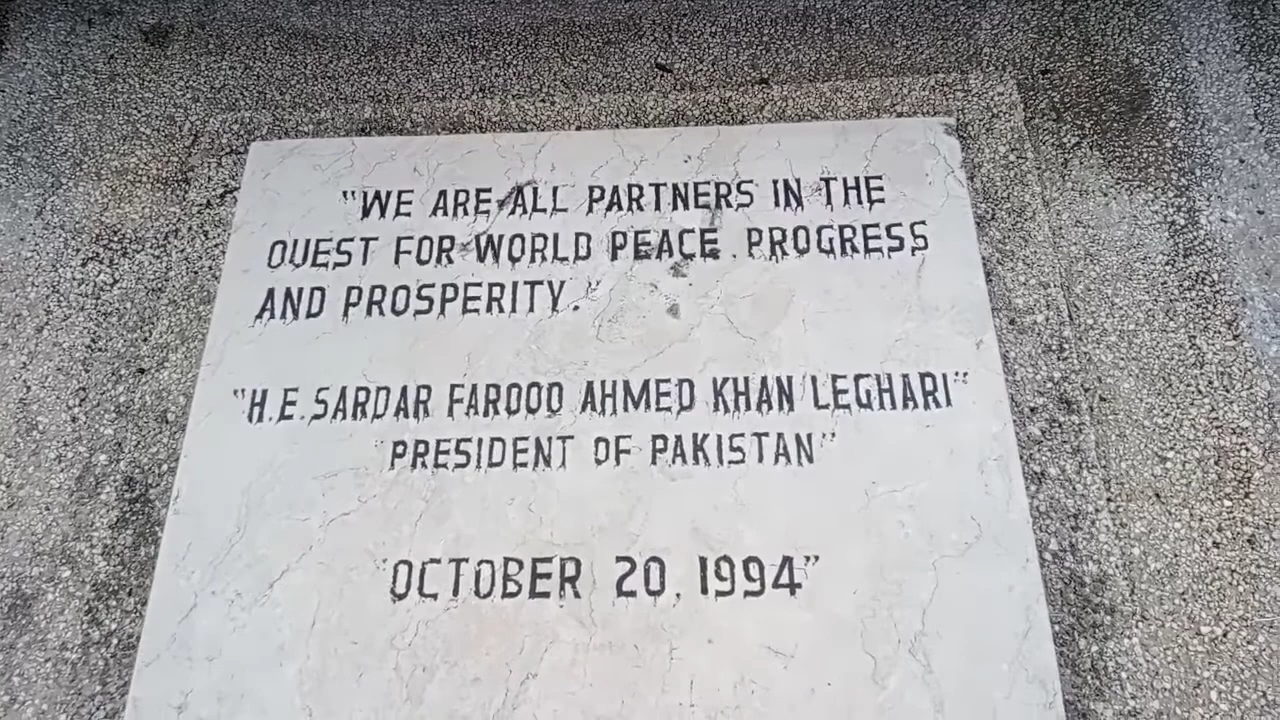 "WE ARE ALL PARTNERS IN THE
QUEST FOR WORLD PEACE, PROGRESS
AND PROSPERITY."
"H.E. SARDAR FAROOQ AHMED KHAN LEGHARI"
"PRESIDENT OF PAKISTAN"
"OCTOBER 20, 1994"